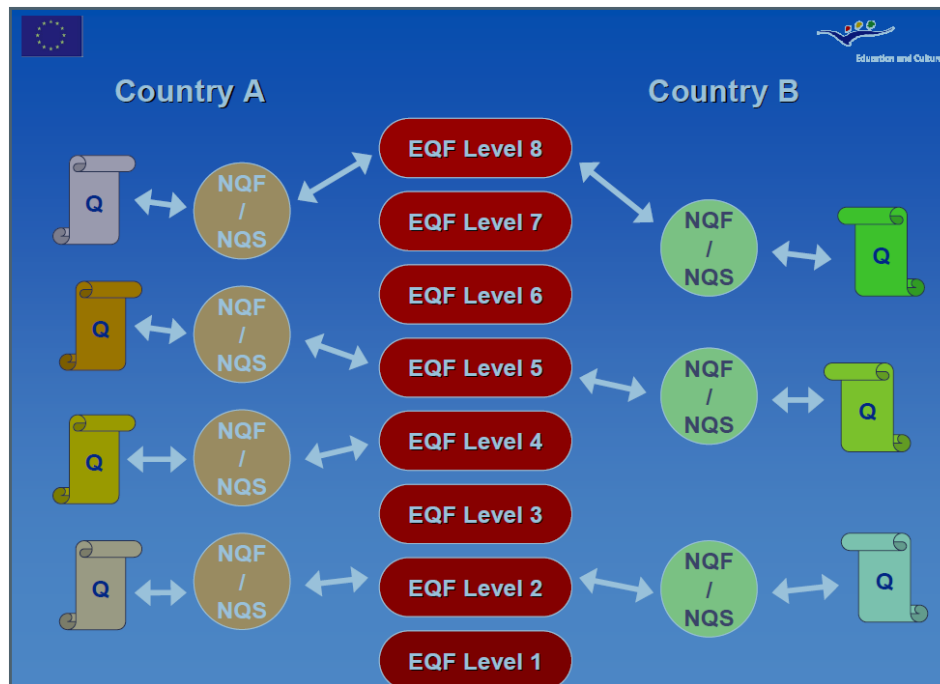 Education and Culture
Country A
Country B
EQF Level 8
EQF Level 7
EQF Level 6
EQF Level 5
EQF Level 4
EQF Level 3
EQF Level 2
EQF Level 1
Q
NQF
/
NQS
Q
NQF
/
NQS
Q
NQF
/
NQS
Q
NQF
/
NQS
NQF
/
NQS
Q
NQF
/
NQS
Q
NQF
/
NQS
Q